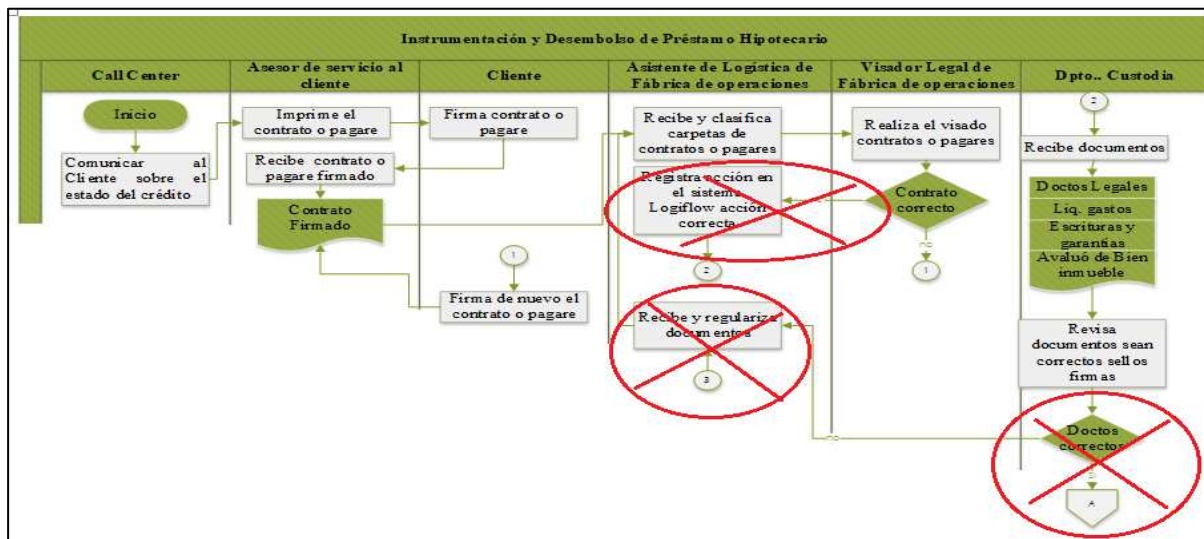 Instrumentación y Desembolso de Préstamo Hipotecario
Call Center
Asesor de servicio al
cliente
Cliente
Asistente de Logística de
Fábrica de operaciones
Visador Legal de
Fábrica de operaciones
Dpto.. Custodia
Inicio
Comunicar al
Cliente sobre el
estado del crédito
Imprime el
contrato o pagare
Recibe contrato o
pagare firmado
Contrato
Firmado
Firma contrato o
pagare
1
Firma de nuevo el
contrato o pagare
Recibe y clasifica
carpetas de
contratos o pagares
Registra acción en
el sistema
Logiflow acción
correcta
2
Recibe y regulariza
documentos
3
Realiza el visado
contratos o pagares
Contrato
correcto
1
2
Recibe documentos
Doctos Legales
Liq. gastos
Escrituras y
garantías
Avaluó de Bien
inmueble
Revisa
documentos sean
correctos sellos
firmas
Doctos
correctos
A